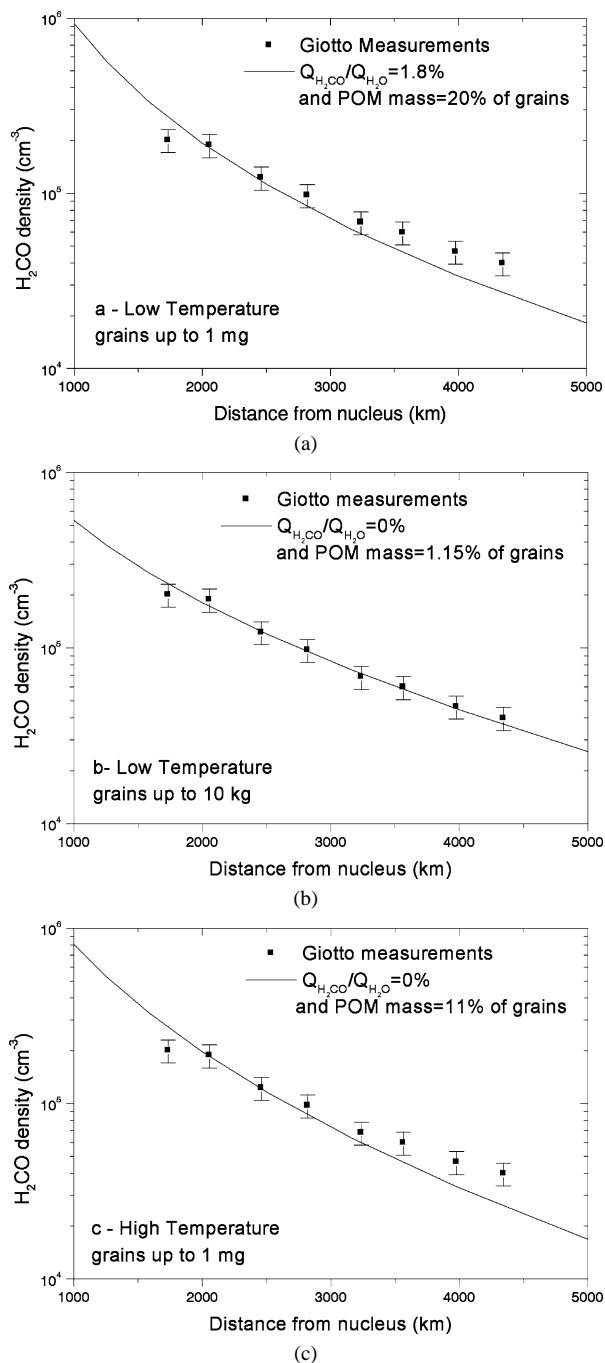 10⁶
Giotto Measurements
Q_H₂CO/Q_H₂O=1.8%
and POM mass=20% of grains
10⁵
H₂CO density (cm⁻³)
a - Low Temperature
grains up to 1 mg
10⁴
1000 2000 3000 4000 5000
Distance from nucleus (km)
(a)
10⁶
Giotto measurements
Q_H₂CO/Q_H₂O=0%
and POM mass=1.15% of grains
10⁵
H₂CO density (cm⁻³)
b- Low Temperature
grains up to 10 kg
10⁴
1000 2000 3000 4000 5000
Distance from nucleus (km)
(b)
10⁶
Giotto measurements
Q_H₂CO/Q_H₂O=0%
and POM mass=11% of grains
10⁵
H₂CO density (cm⁻³)
c - High Temperature
grains up to 1 mg
10⁴
1000 2000 3000 4000 5000
Distance from nucleus (km)
(c)